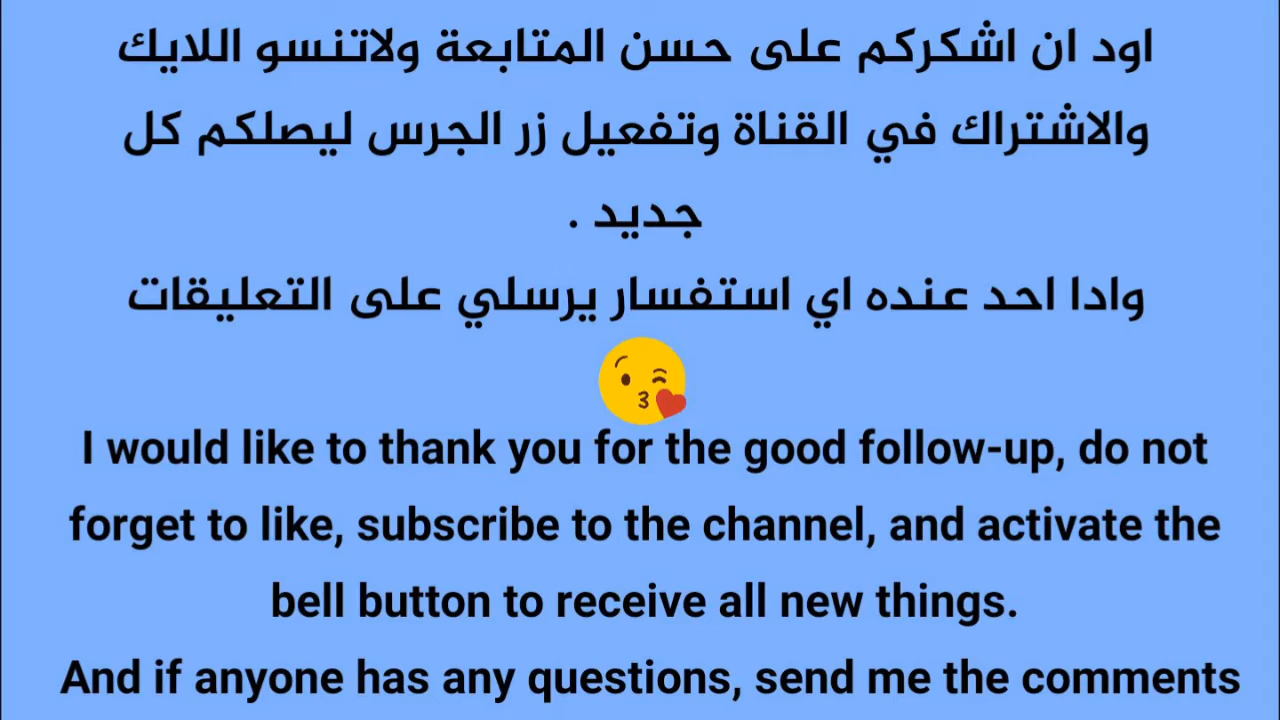 اود ان اشكركم على حسن المتابعة ولاتنسو اللايك
والاشتراك في القناة وتفعيل زر الجرس ليصلكم كل
جديد .
وادا احد عنده اي استفسار يرسلي على التعليقات
😘
I would like to thank you for the good follow-up, do not
forget to like, subscribe to the channel, and activate the
bell button to receive all new things.
And if anyone has any questions, send me the comments